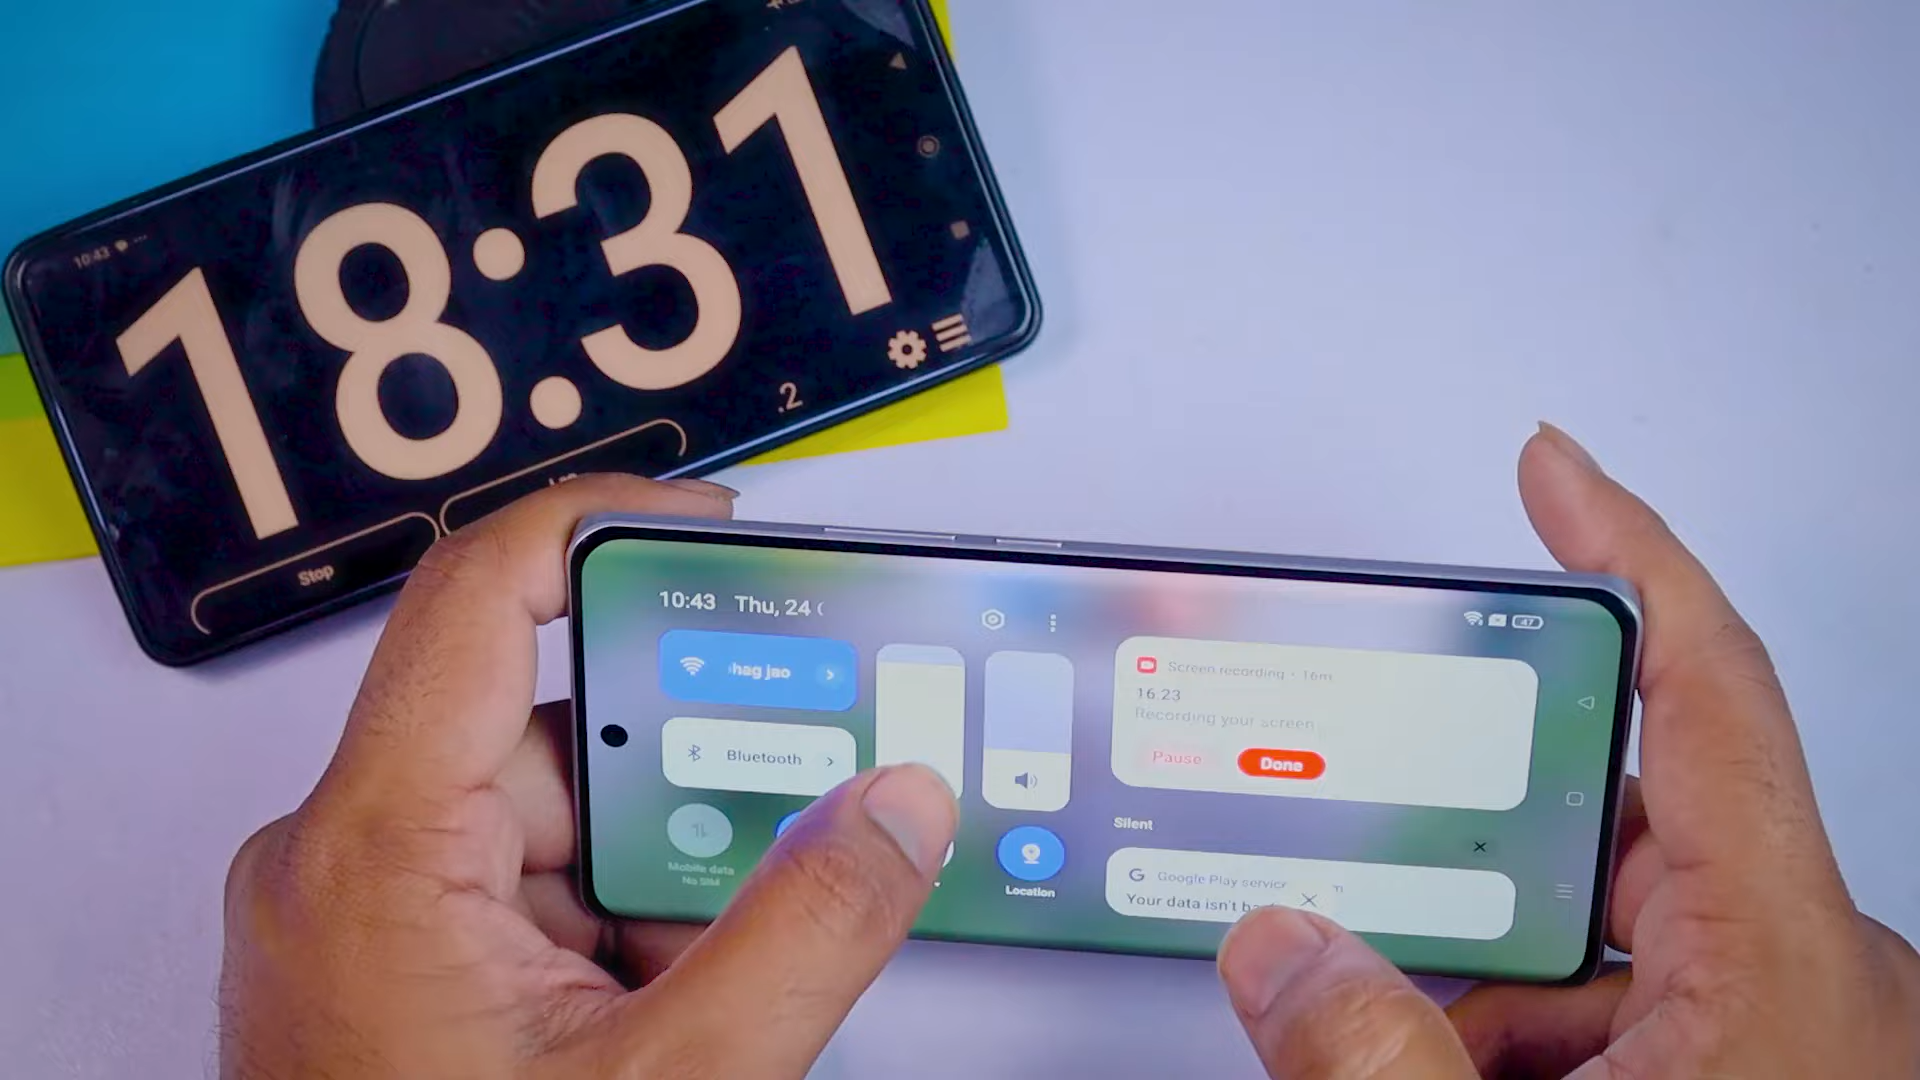 10:43
18:31
.2
Stop
10:43 Thu, 24
47
hag jao
Bluetooth
Mobile data
No SIM
Location
Screen recording • 16m
16:23
Recording your screen
Pause
Done
Silent
Google Play
Your data isn't